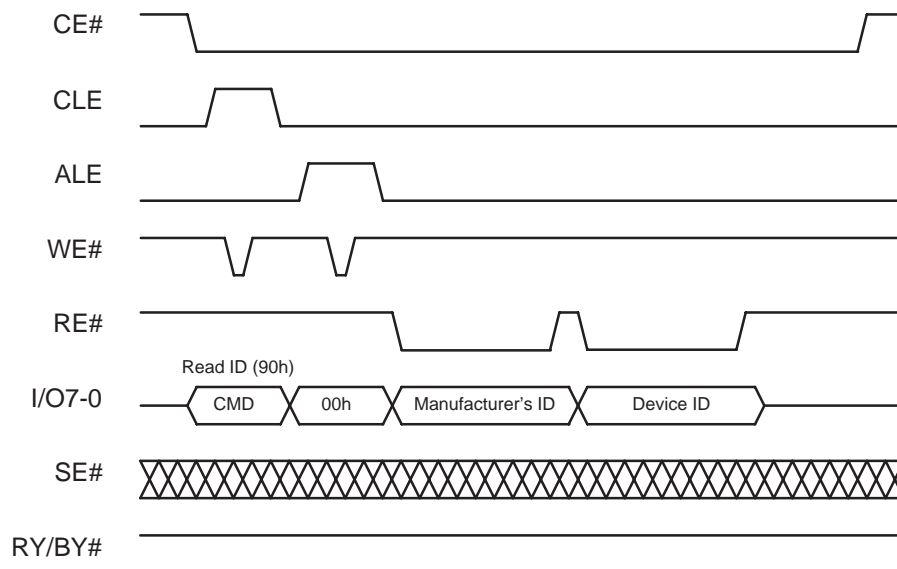 CE#
CLE
ALE
WE#
RE#
Read ID (90h)
I/O7-0 CMD 00h Manufacturer's ID Device ID
SE#
RY/BY#